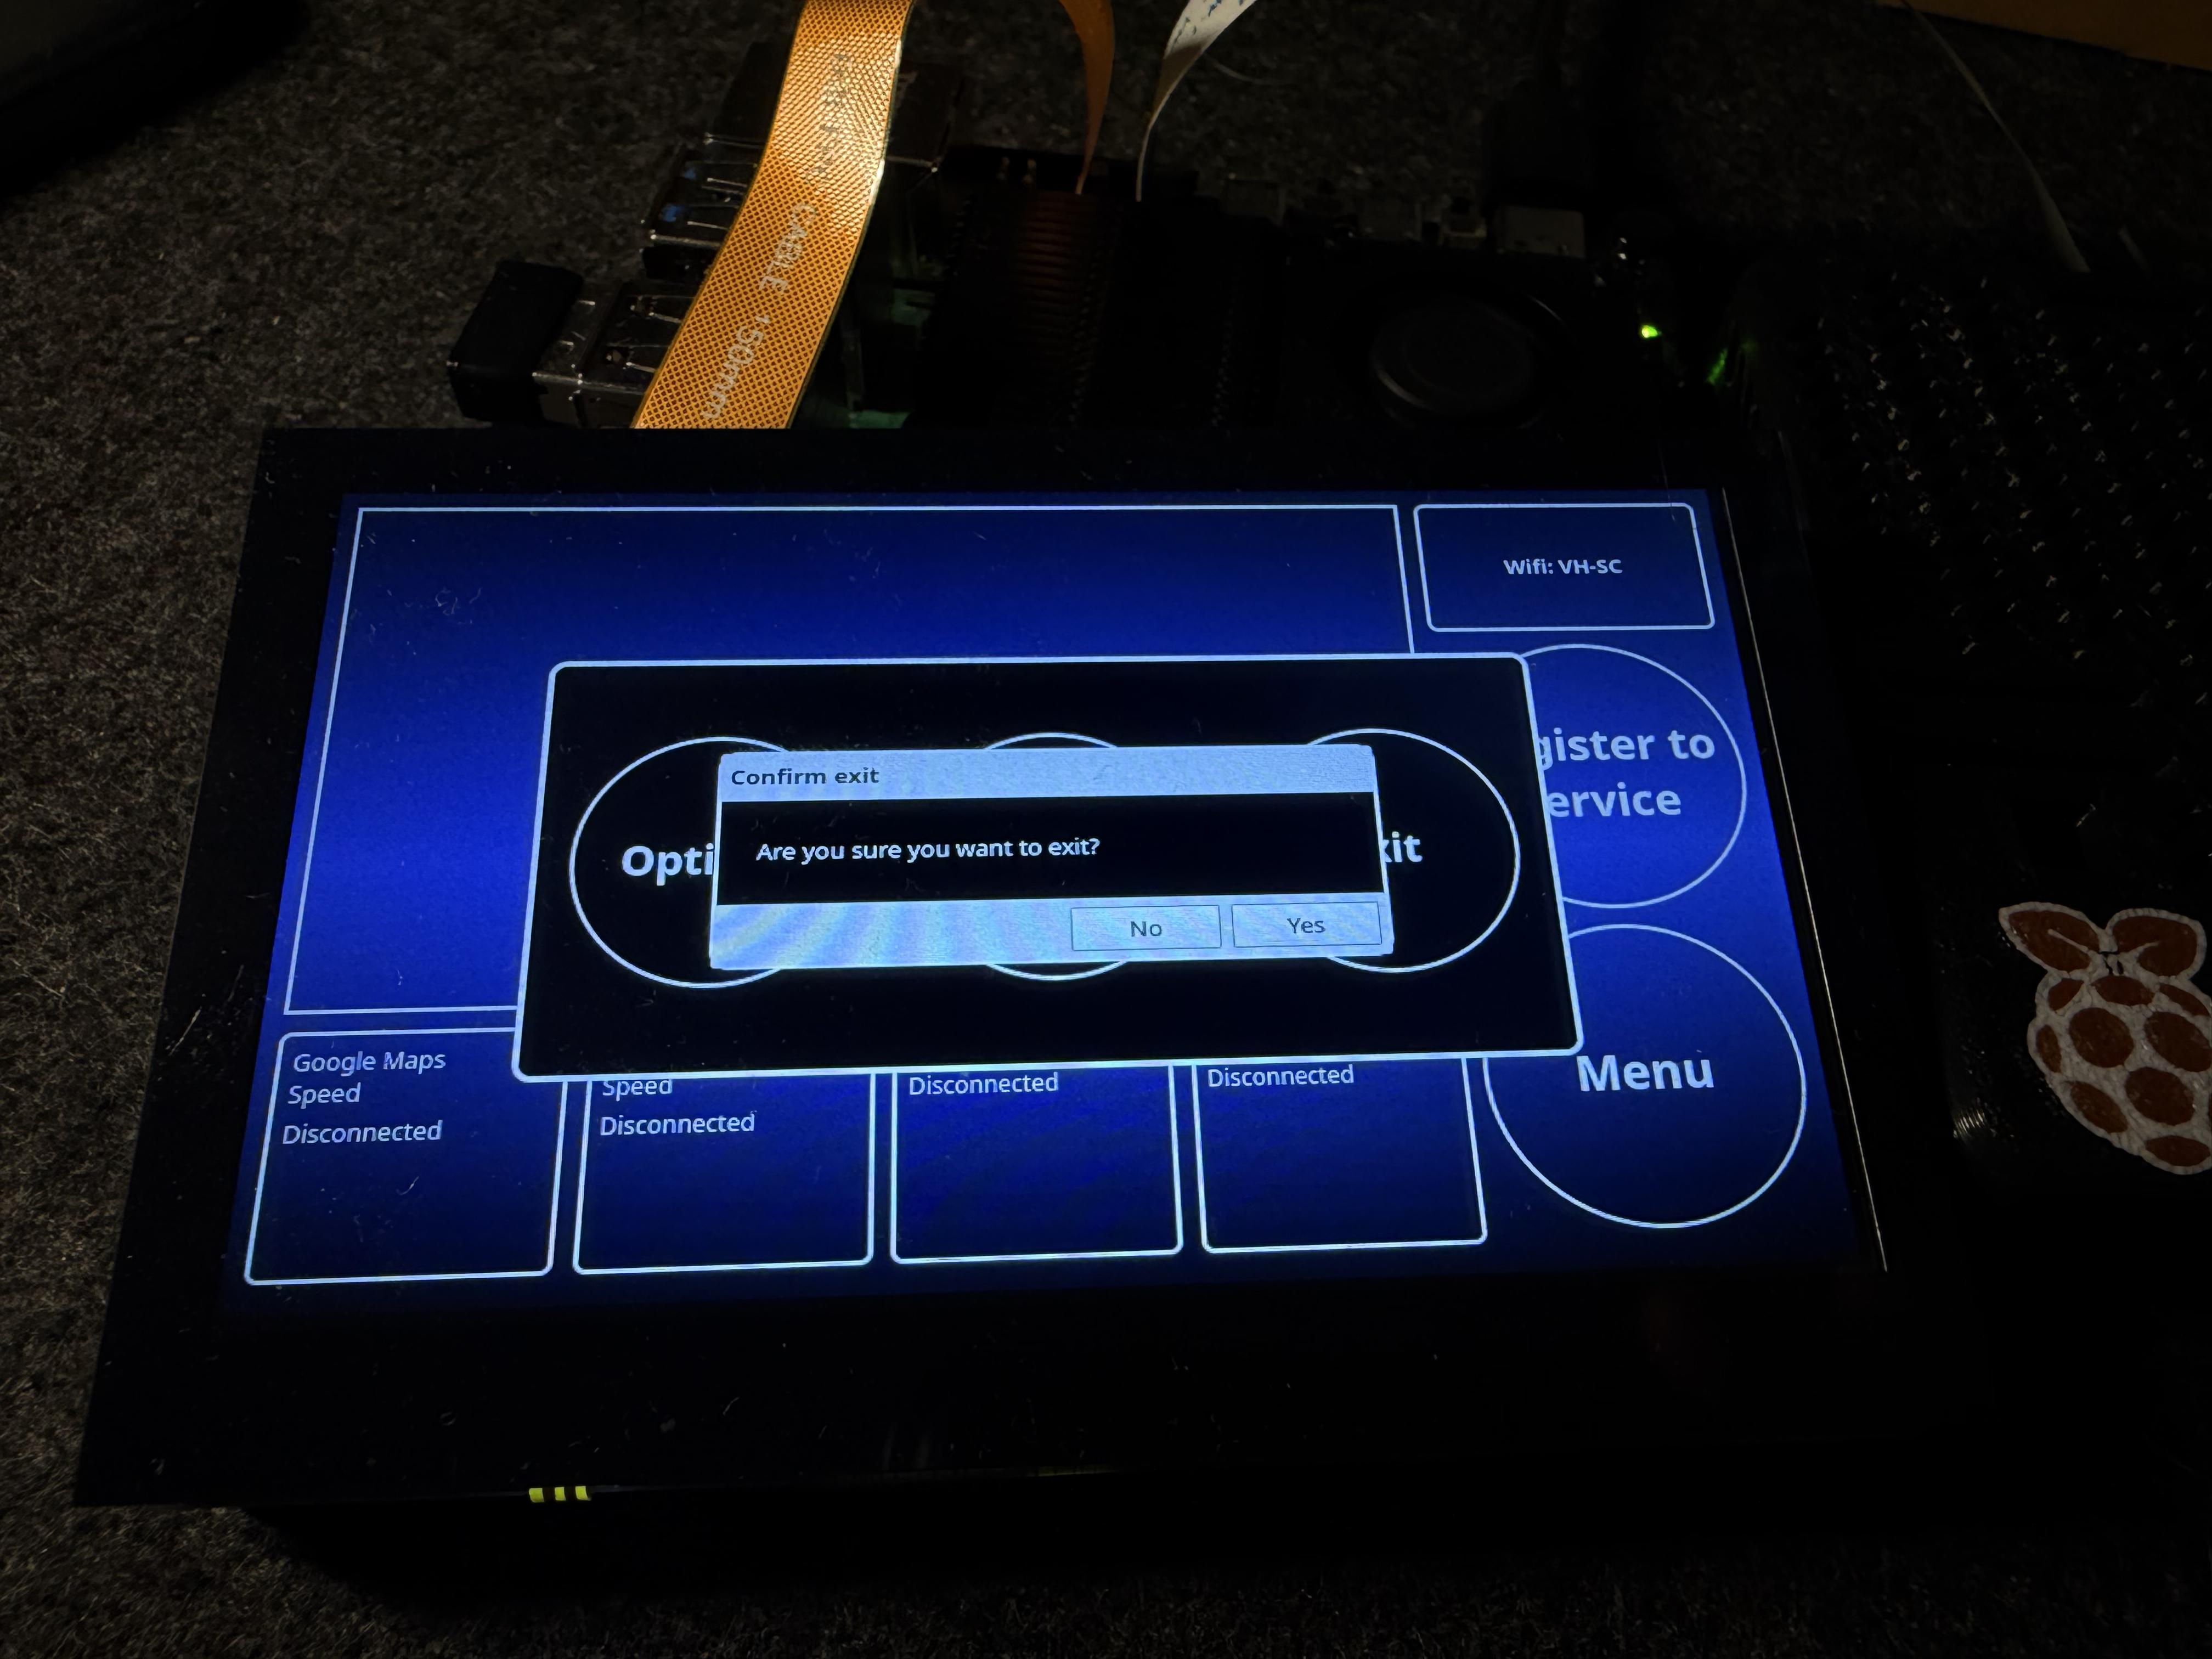 150mm
Wifi: VH-SC
gister to
ervice
Confirm exit
Are you sure you want to exit?
Opti
xit
No
Yes
Menu
Google Maps
Speed
Disconnected
Speed
Disconnected
Disconnected
Disconnected